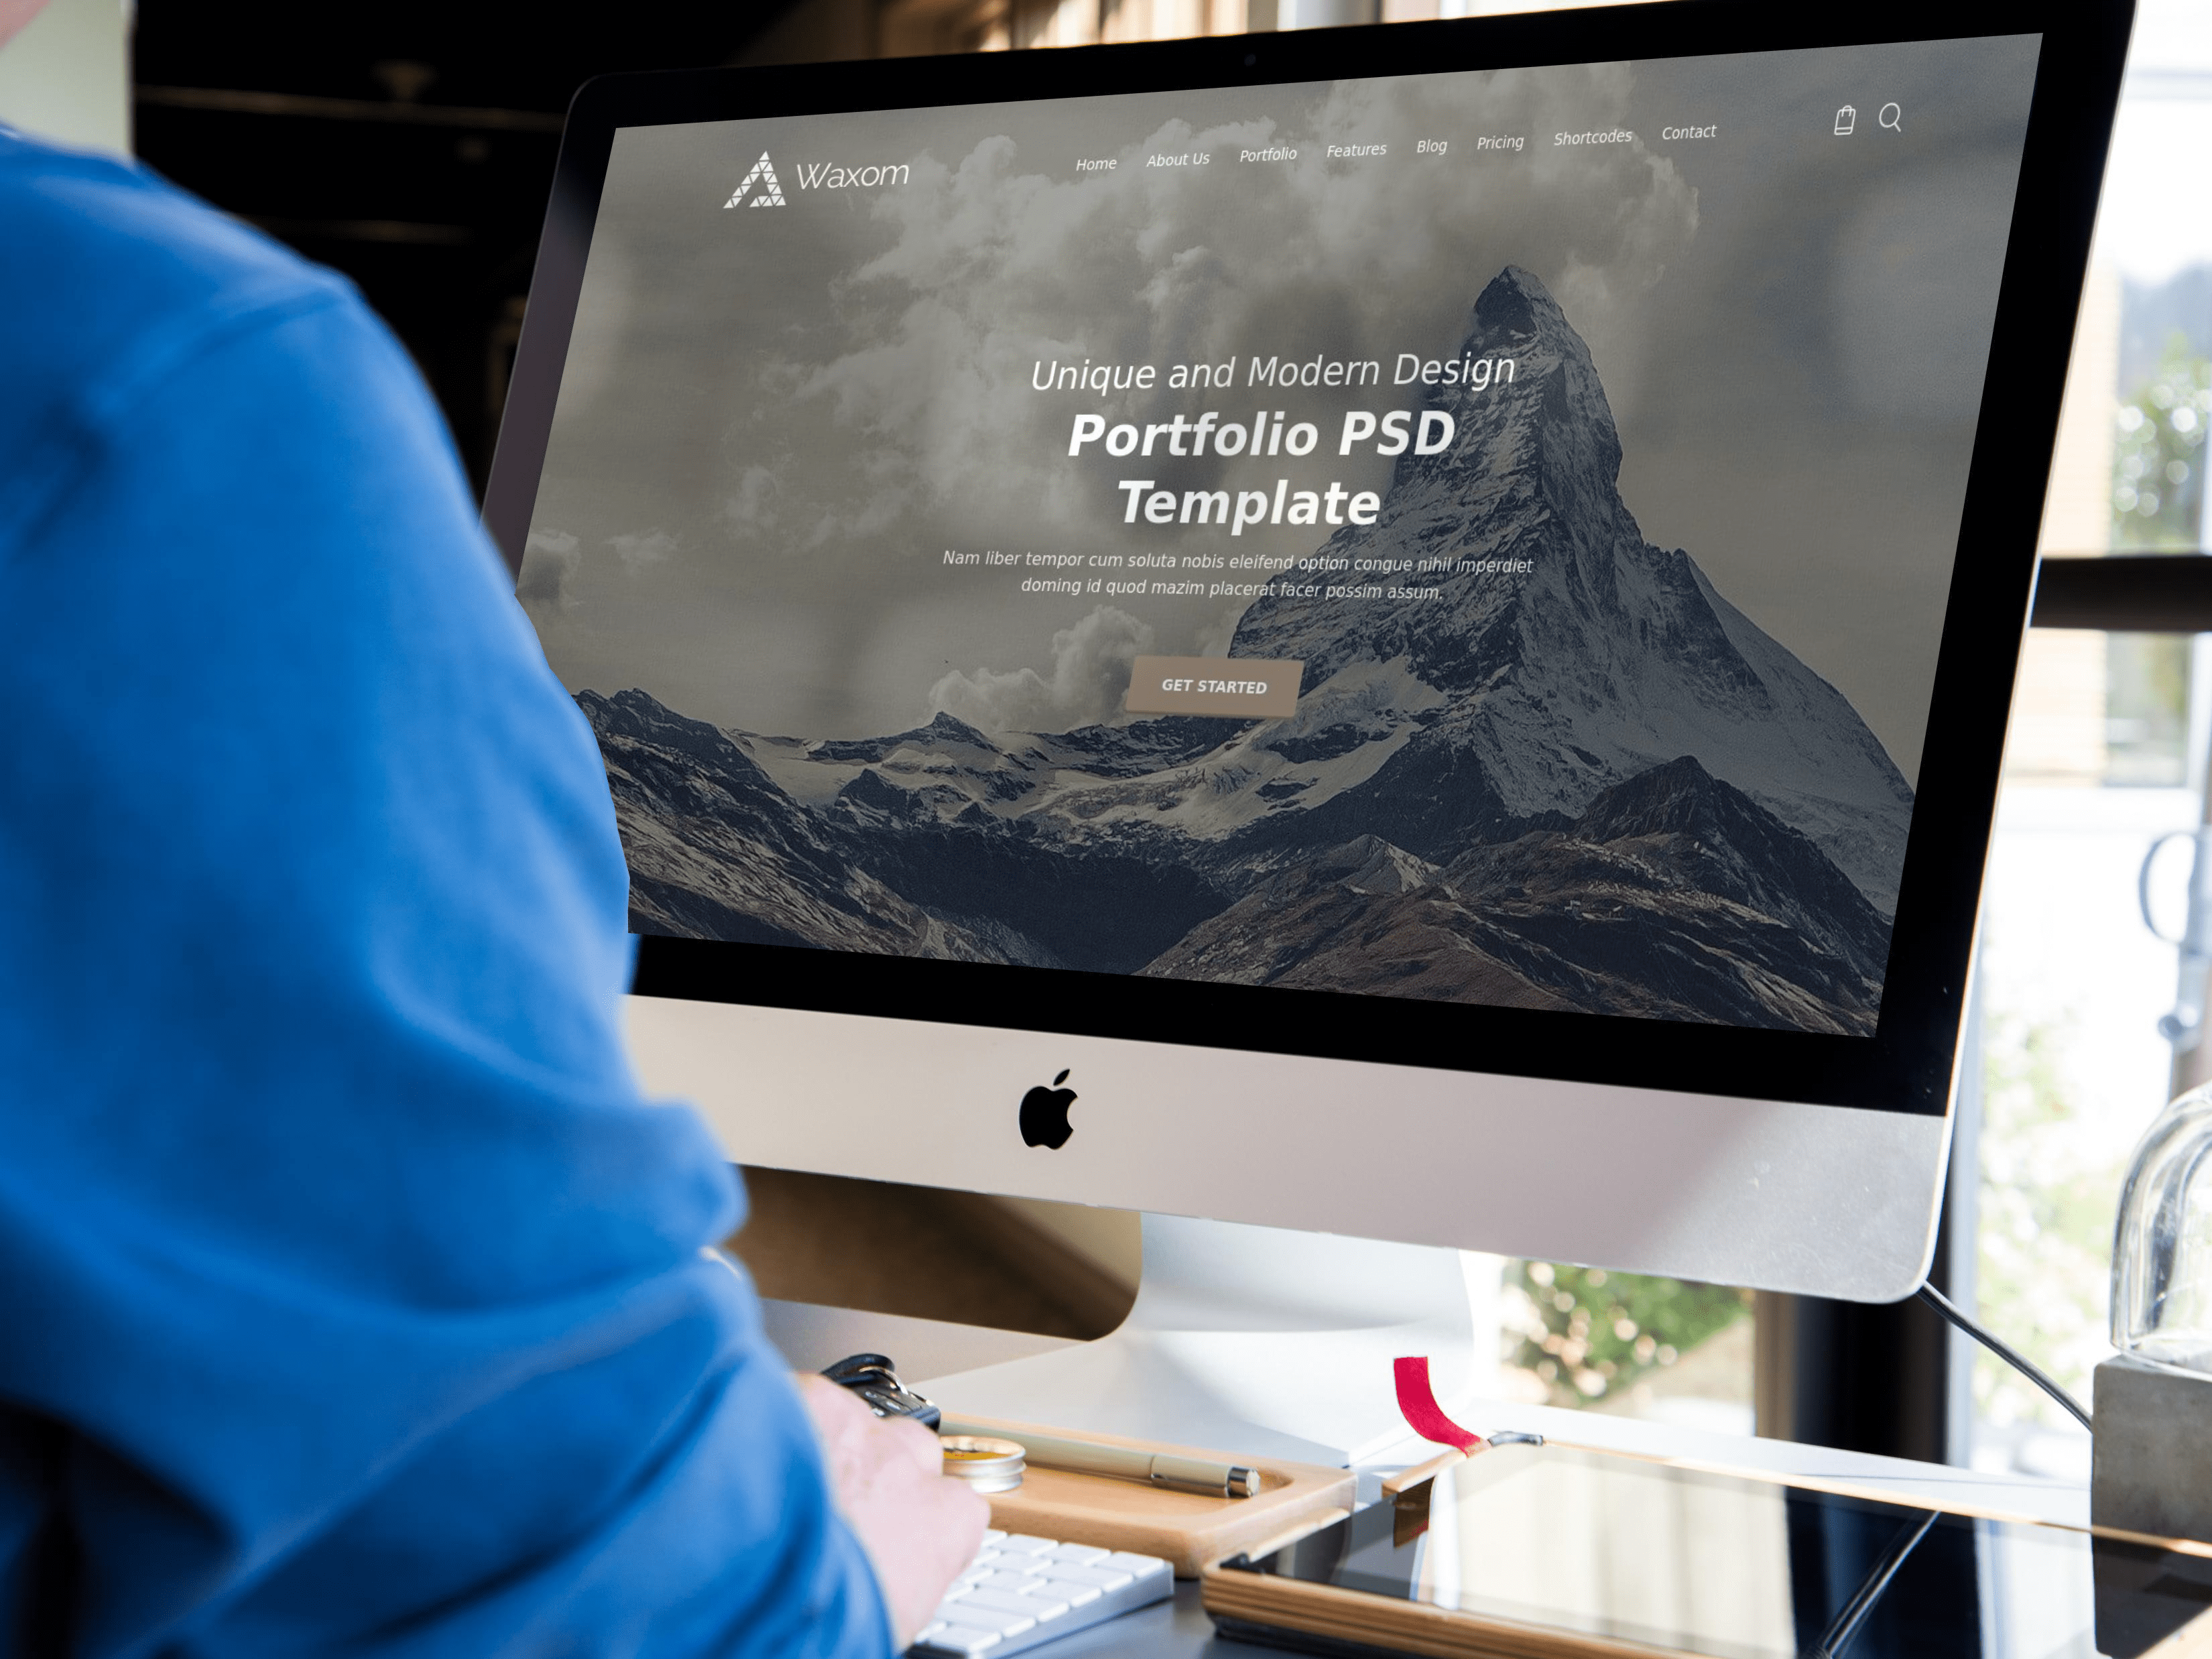 Waxom
Home About Us Portfolio Features Blog Pricing Shortcodes Contact
Unique and Modern Design
Portfolio PSD
Template
Nam liber tempor cum soluta nobis eleifend option congue nihil imperdiet
doming id quod mazim placerat facer possim assum.
GET STARTED